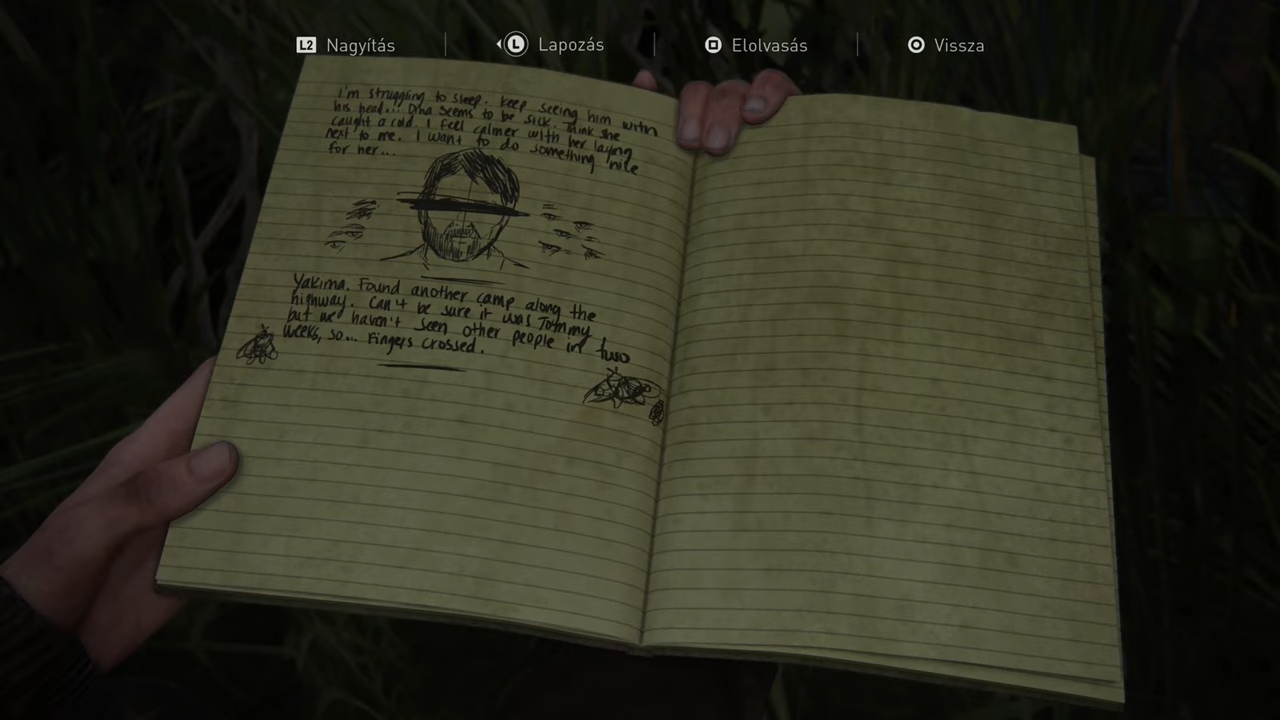 L2 Nagyítás L Lapozás Elolvasás Vissza
I'm struggling to sleep. Keep seeing him with
his head... Dina seems to be sick. Think she
caught a cold. I feel calmer with her laying
next to me. I want to do something nice
for her...
Yakima. Found another camp along the
highway. Can't be sure it was Tommy
but we haven't seen other people in two
weeks, so... Fingers crossed.